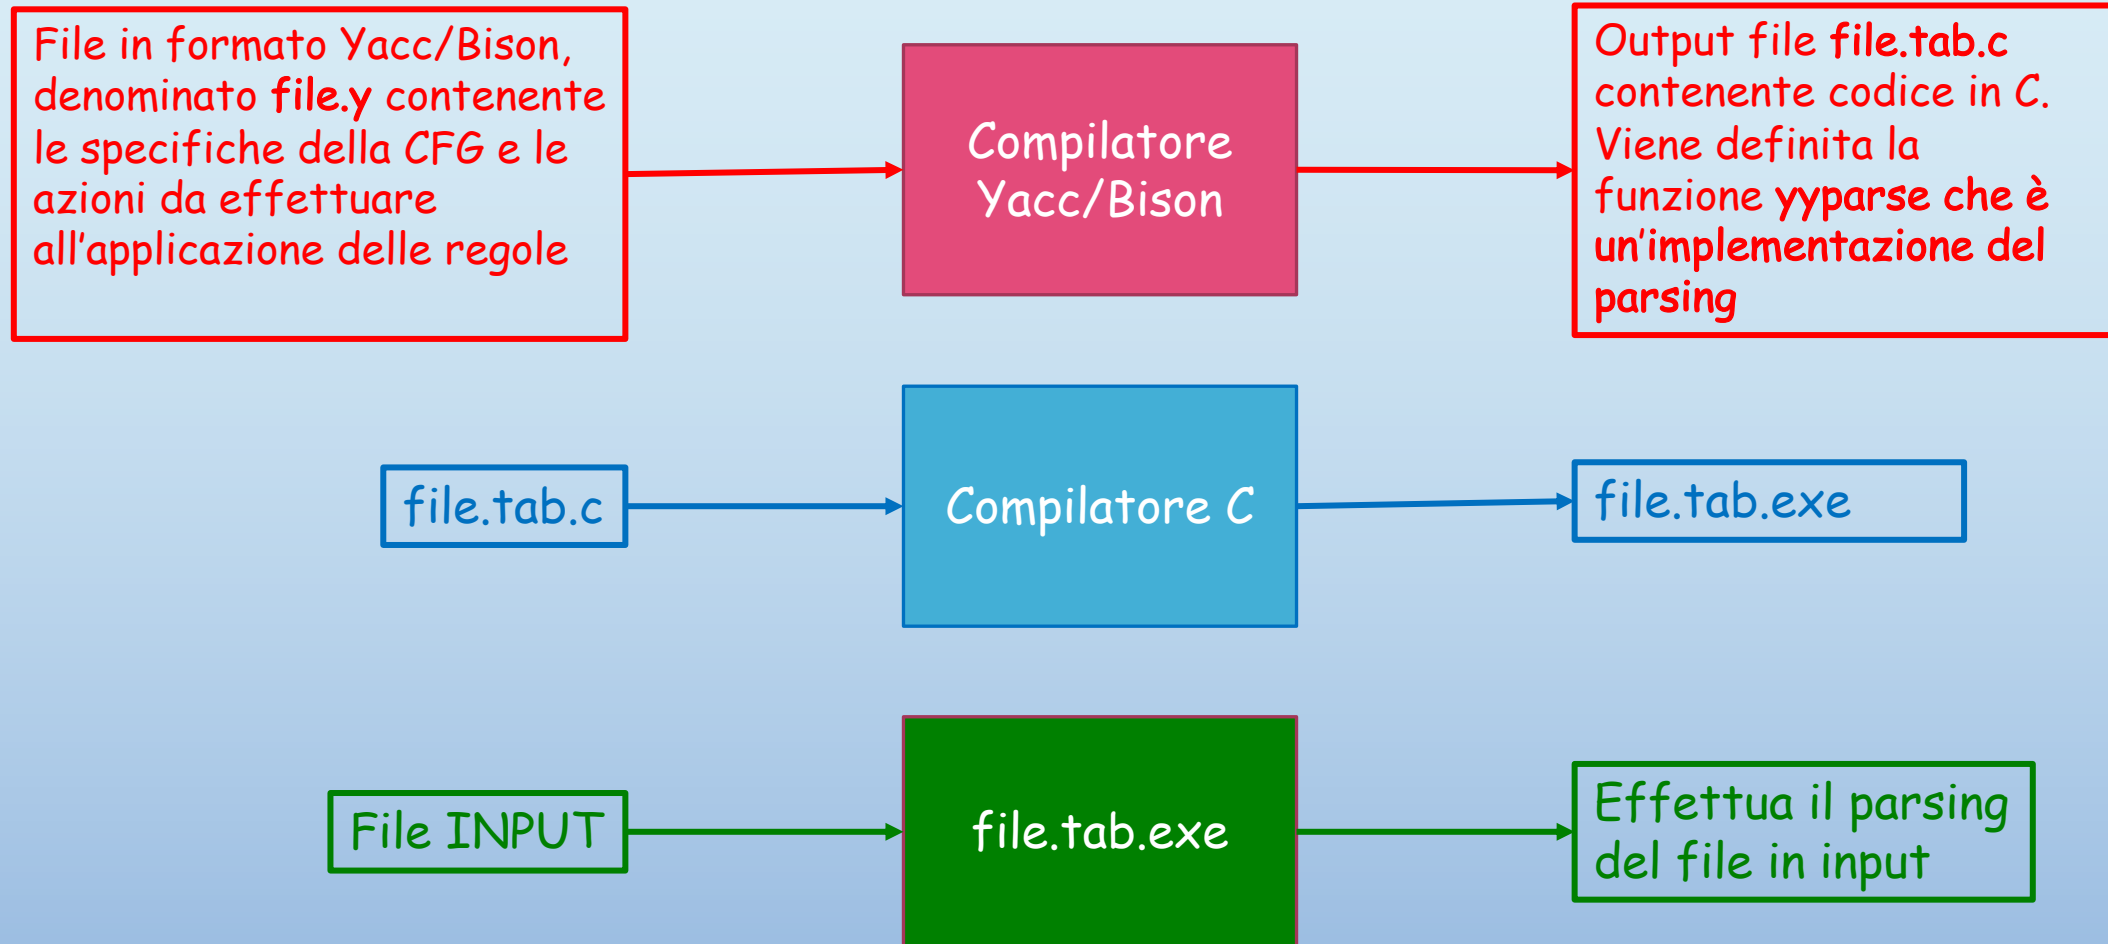 File in formato Yacc/Bison,
denominato file.y contenente
le specifiche della CFG e le
azioni da effettuare
all'applicazione delle regole
Compilatore
Yacc/Bison
Output file file.tab.c
contenente codice in C.
Viene definita la
funzione yyparse che è
un'implementazione del
parsing
file.tab.c
Compilatore C
file.tab.exe
File INPUT
file.tab.exe
Effettua il parsing
del file in input